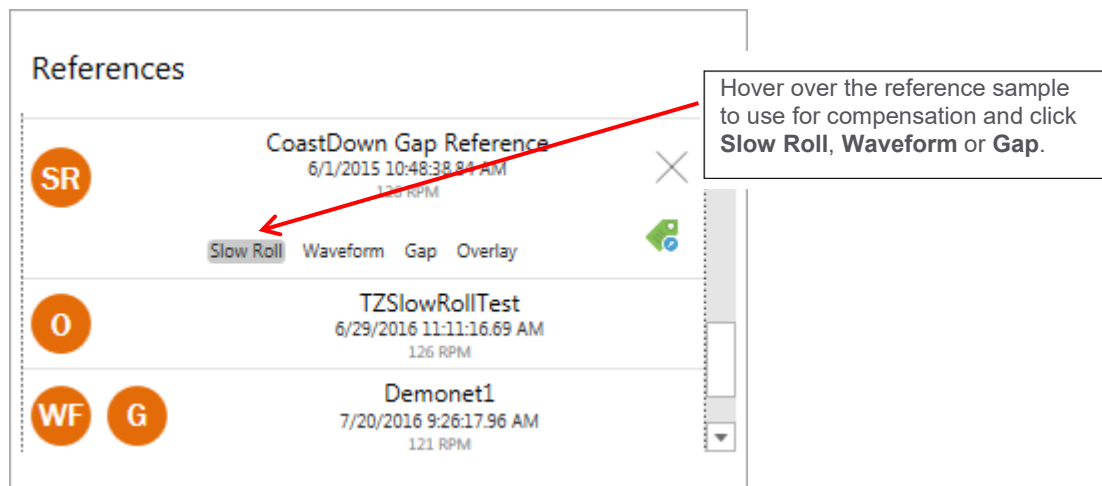 References
Hover over the reference sample
to use for compensation and click
Slow Roll, Waveform or Gap.
SR
CoastDown Gap Reference
6/1/2015 10:48:38.84 AM
126 RPM
Slow Roll Waveform Gap Overlay
O
TZSlowRollTest
6/29/2016 11:11:16.69 AM
126 RPM
WF G
Demonet1
7/20/2016 9:26:17.96 AM
121 RPM